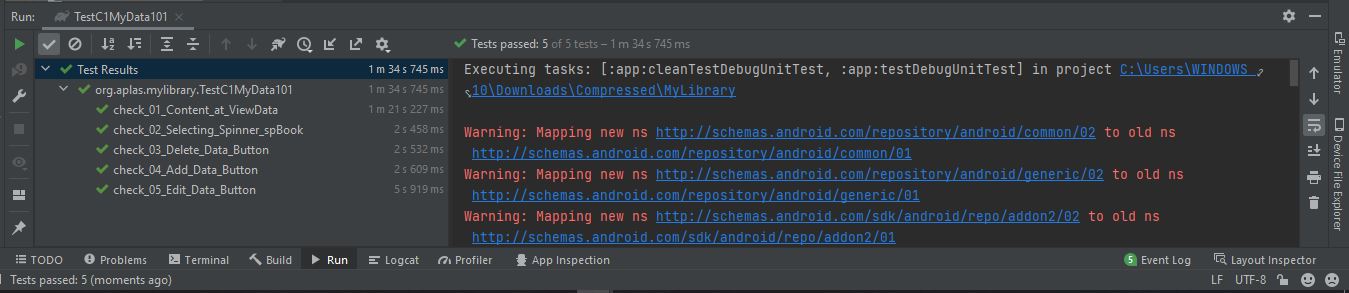 Run: TestC1MyData101
Tests passed: 5 of 5 tests – 1 m 34 s 745 ms
Test Results 1 m 34 s 745 ms
org.aplas.mylibrary.TestC1MyData101 1 m 34 s 745 ms
check_01_Content_at_ViewData 1 m 21 s 227 ms
check_02_Selecting_Spinner_spBook 2 s 458 ms
check_03_Delete_Data_Button 2 s 532 ms
check_04_Add_Data_Button 2 s 609 ms
check_05_Edit_Data_Button 5 s 919 ms
Executing tasks: [:app:cleanTestDebugUnitTest, :app:testDebugUnitTest] in project C:\Users\WINDOWS
10\Downloads\Compressed\MyLibrary
Warning: Mapping new ns http://schemas.android.com/repository/android/common/02 to old ns
http://schemas.android.com/repository/android/common/01
Warning: Mapping new ns http://schemas.android.com/repository/android/generic/02 to old ns
http://schemas.android.com/repository/android/generic/01
Warning: Mapping new ns http://schemas.android.com/sdk/android/repo/addon2/02 to old ns
http://schemas.android.com/sdk/android/repo/addon2/01
Emulator
Device File Explorer
TODO Problems Terminal Build Run Logcat Profiler App Inspection 5 Event Log Layout Inspector
Tests passed: 5 (moments ago) LF UTF-8